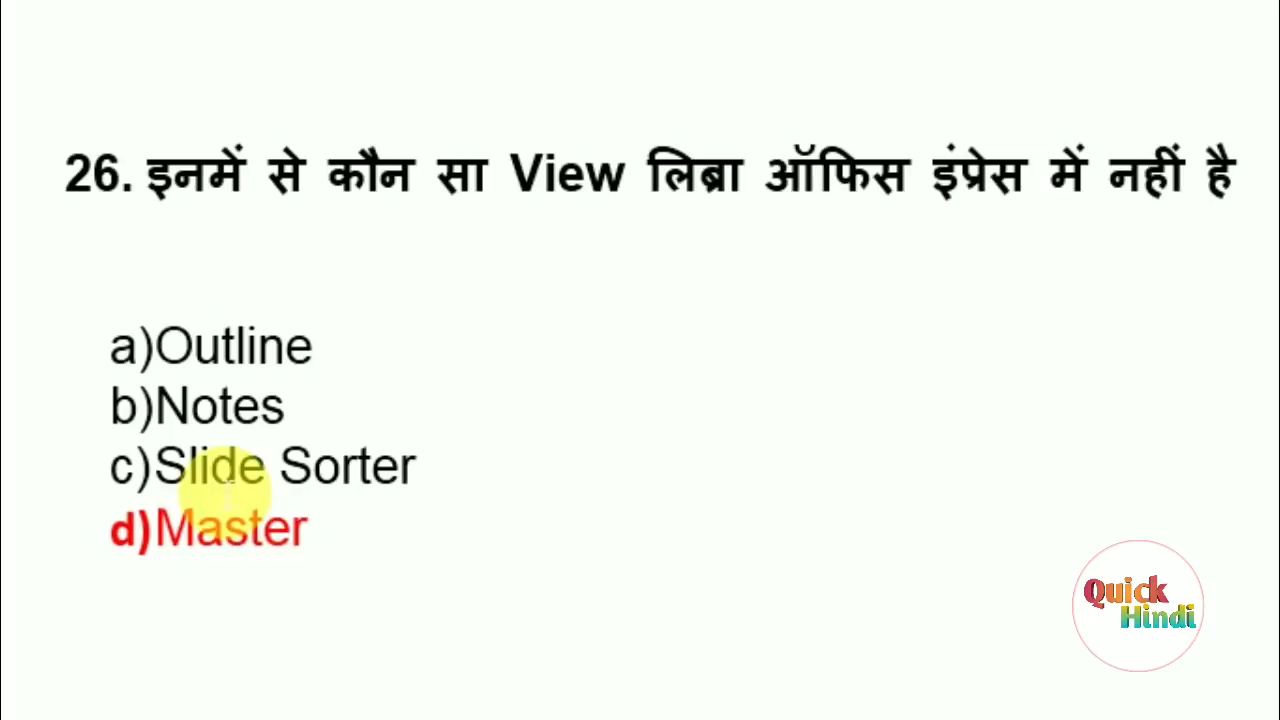 26. इनमें से कौन सा View लिब्रा ऑफिस इंप्रेस में नहीं है
a)Outline
b)Notes
c)Slide Sorter
d)Master
Quick
Hindi